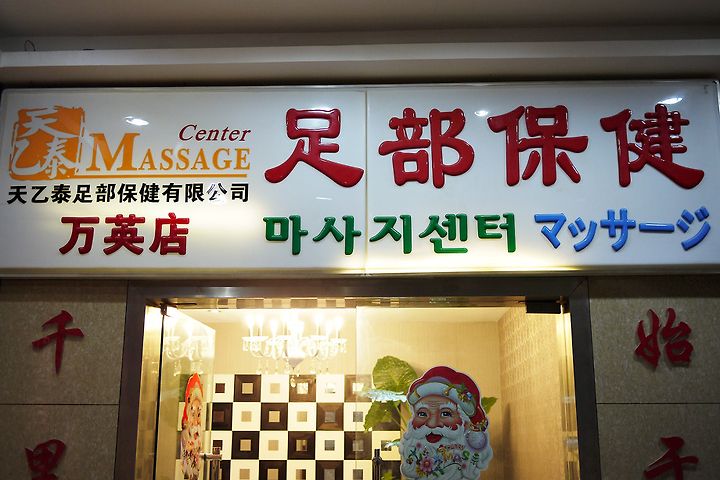 天乙泰
Center
MASSAGE
天乙泰足部保健有限公司
万英店
足部保健
마사지센터 マッサージ
千里
始于